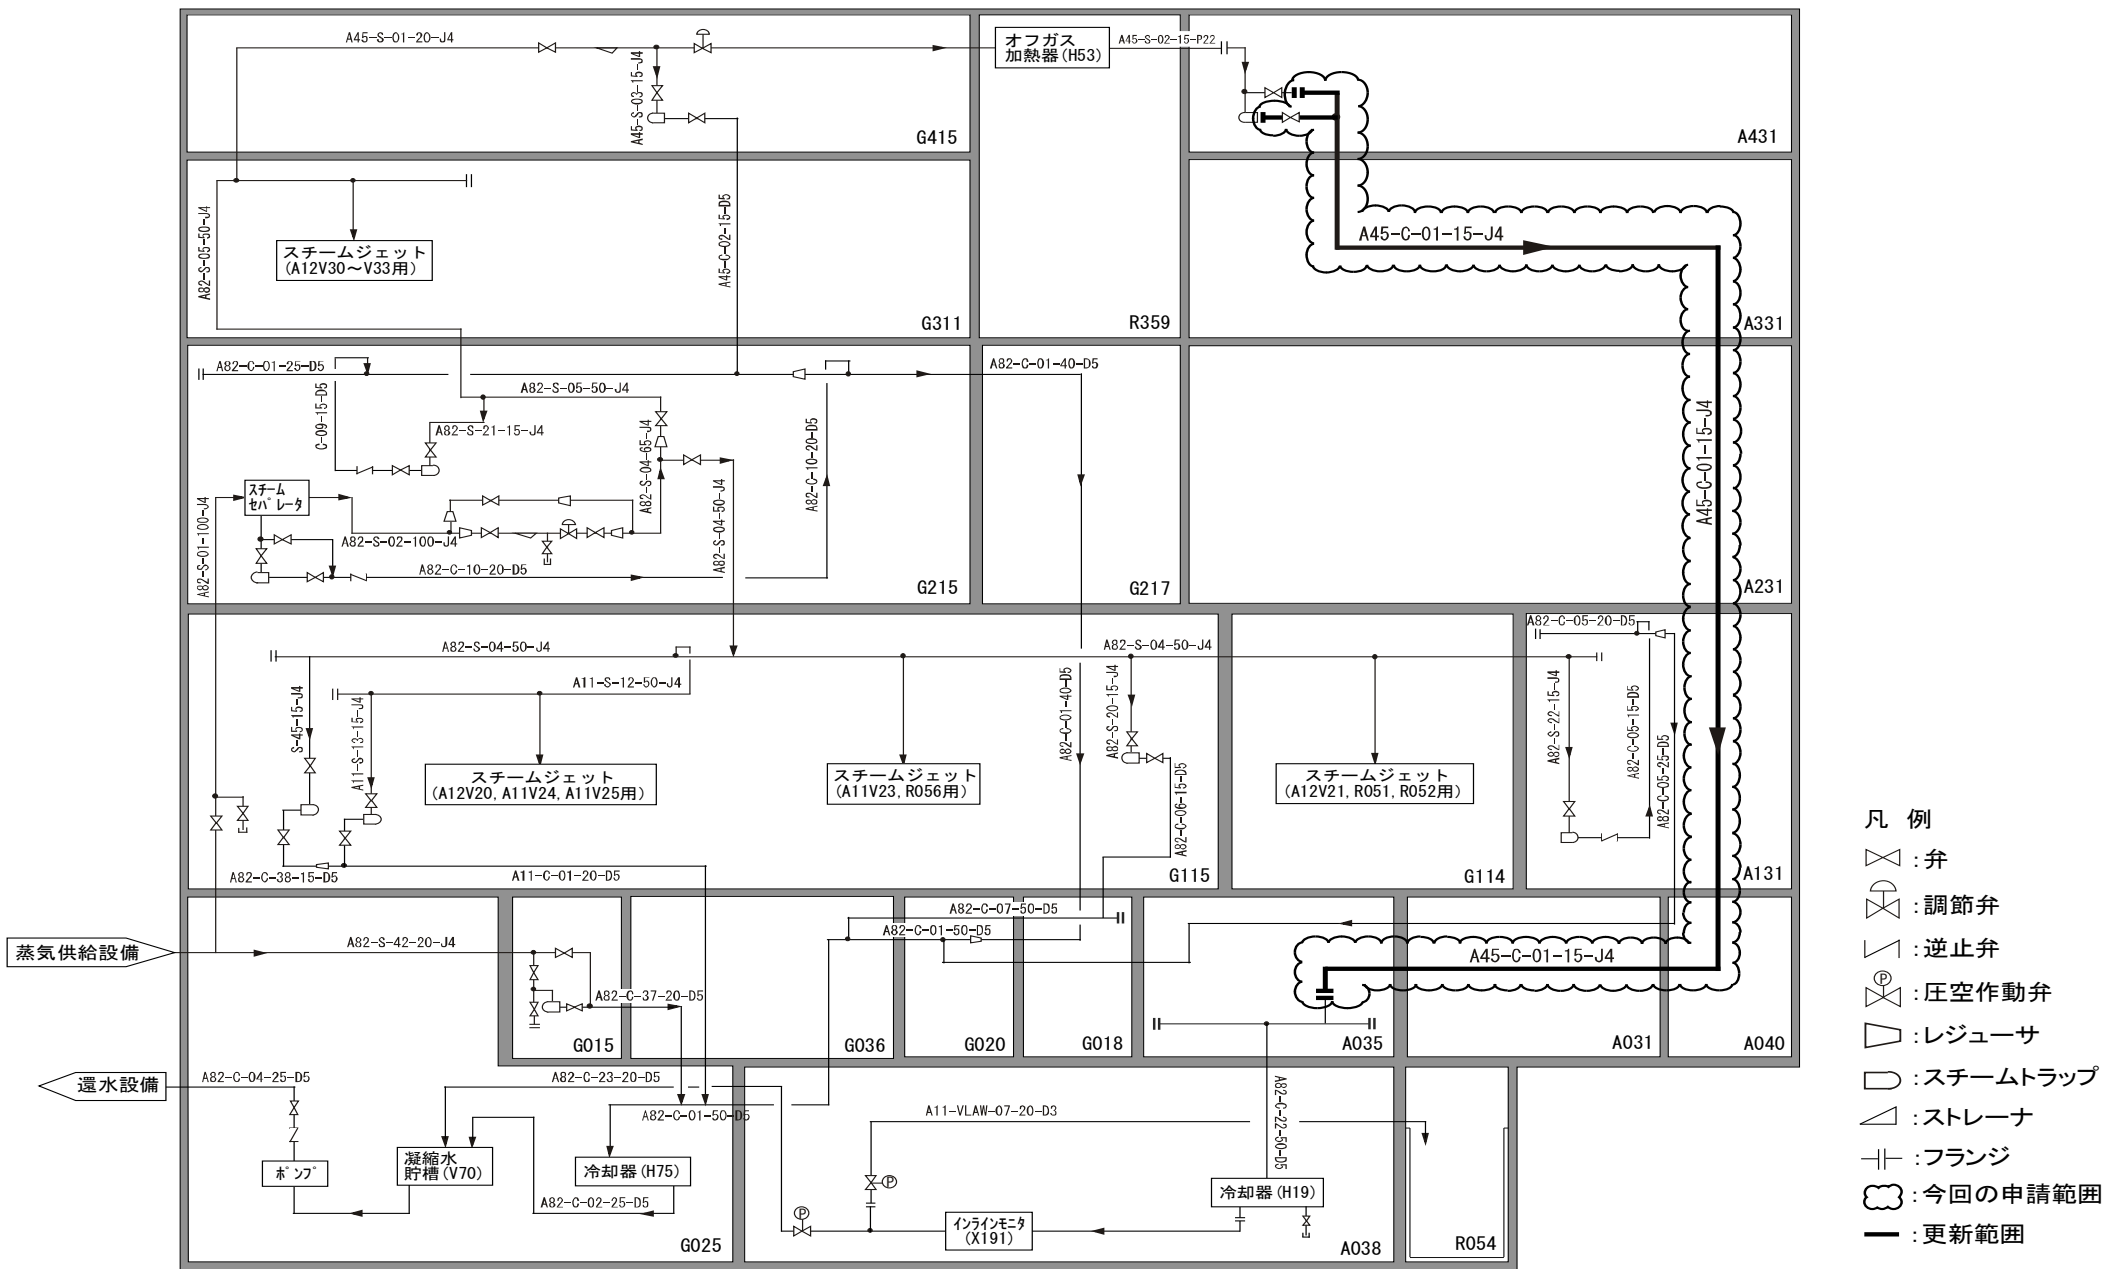 A45-S-01-20-J4
A45-S-03-15-J4
G415
オフガス
加熱器(H53)
A45-S-02-15-P22
A431
A82-S-05-50-J4
スチームジェット
(A12V30～V33用)
A45-C-02-15-D5
G311
R359
A45-C-01-15-J4
A331
A82-C-01-25-D5
C-09-15-D5
A82-S-05-50-J4
A82-S-21-15-J4
A82-S-04-65-J4
A82-C-10-20-D5
A82-C-01-40-D5
A45-C-01-15-J4
A82-S-01-100-J4
スチーム
セパレータ
A82-S-02-100-J4
A82-C-10-20-D5
A82-S-04-50-J4
G215
G217
A231
A82-S-04-50-J4
A11-S-12-50-J4
S-45-15-J4
A11-S-13-15-J4
スチームジェット
(A12V20, A11V24, A11V25用)
スチームジェット
(A11V23, R056用)
A82-C-01-40-D5
A82-S-04-50-J4
A82-S-20-15-J4
A82-C-06-15-D5
スチームジェット
(A12V21, R051, R052用)
A82-C-05-20-D5
A82-S-22-15-J4
A82-C-05-15-D5
A82-C-05-25-D5
A82-C-38-15-D5
A11-C-01-20-D5
G115
G114
A131
蒸気供給設備
A82-S-42-20-J4
A82-C-37-20-D5
A82-C-07-50-D5
A82-C-01-50-D5
A45-C-01-15-J4
G015
G036
G020
G018
A035
A031
A040
還水設備
A82-C-04-25-D5
A82-C-23-20-D5
A82-C-01-50-D5
A11-VLAW-07-20-D3
A82-C-22-50-D5
ポンプ
凝縮水
貯槽(V70)
冷却器(H75)
A82-C-02-25-D5
P
P
インラインモニタ
(X191)
冷却器(H19)
G025
A038
R054
凡 例
:弁
:調節弁
:逆止弁
P
:圧空作動弁
:レジューサ
:スチームトラップ
:ストレーナ
:フランジ
:今回の申請範囲
:更新範囲